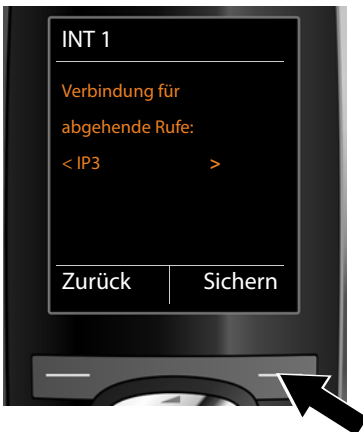 INT 1
Verbindung für
abgehende Rufe:
< IP3 >
Zurück Sichern